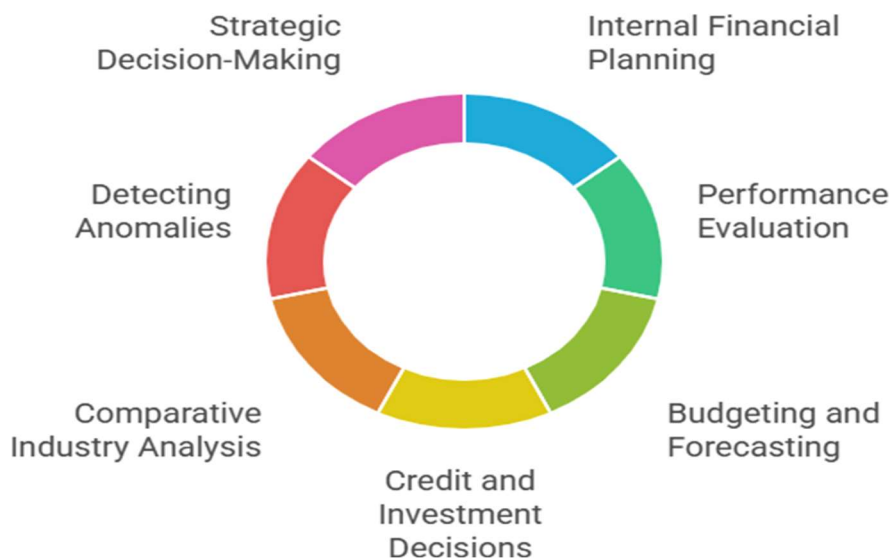 Strategic
Decision-Making
Internal Financial
Planning
Detecting
Anomalies
Performance
Evaluation
Comparative
Industry Analysis
Budgeting and
Forecasting
Credit and
Investment
Decisions